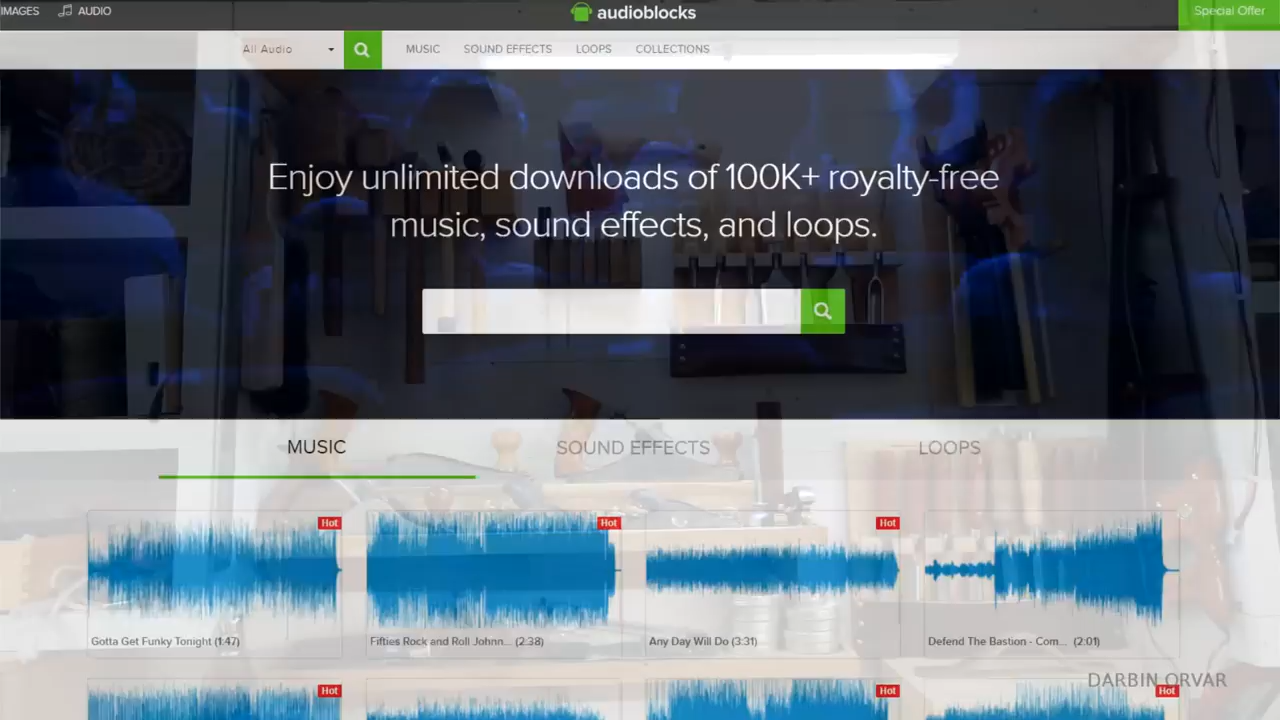 IMAGES AUDIO audioblocks Special Offer
All Audio MUSIC SOUND EFFECTS LOOPS COLLECTIONS
Enjoy unlimited downloads of 100K+ royalty-free
music, sound effects, and loops.
MUSIC SOUND EFFECTS LOOPS
Hot Hot Hot
Gotta Get Funky Tonight (1:47) Fifties Rock and Roll Johnn... (2:38) Any Day Will Do (3:31) Defend The Bastion - Com... (2:01)
DARBIN ORVAR
Hot Hot Hot